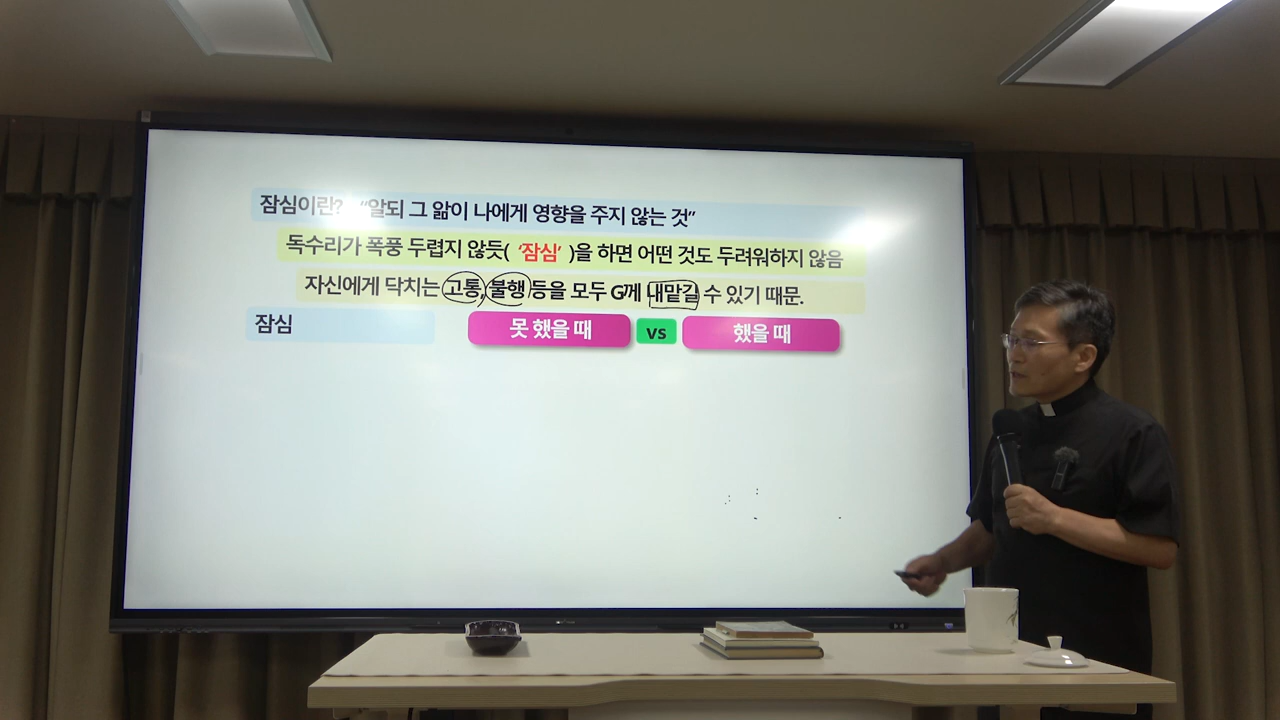 잠심이란? “알되 그 앎이 나에게 영향을 주지 않는 것”
독수리가 폭풍 두렵지 않듯( ‘잠심’ )을 하면 어떤 것도 두려워하지 않음
자신에게 닥치는 고통, 불행 등을 모두 G께 내맡길 수 있기 때문.
잠심 못 했을 때 vs 했을 때